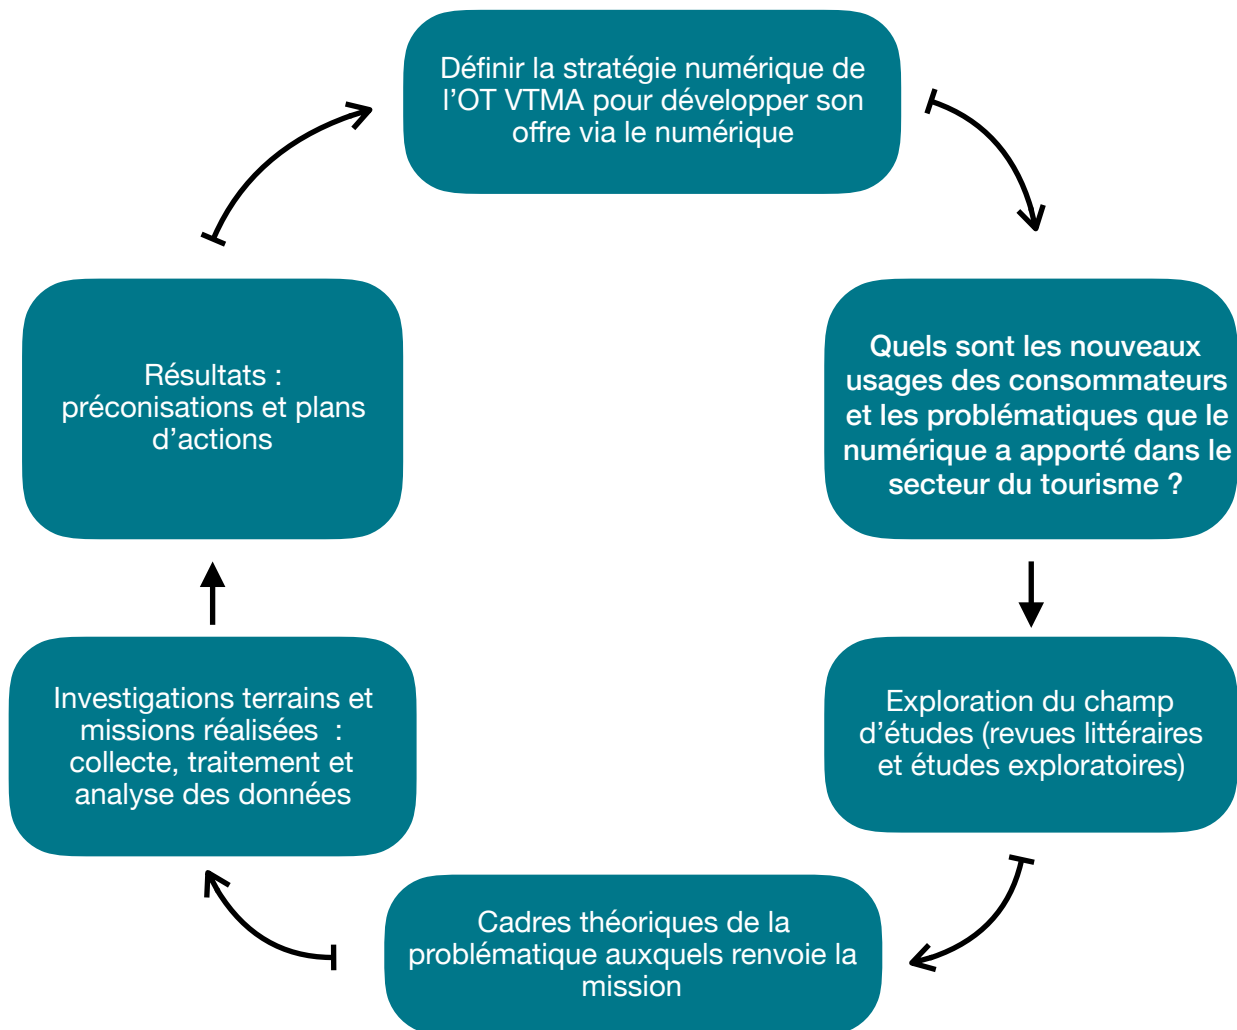 Définir la stratégie numérique de
l'OT VTMA pour développer son
offre via le numérique
Quels sont les nouveaux
usages des consommateurs
et les problématiques que le
numérique a apporté dans le
secteur du tourisme ?
Exploration du champ
d'études (revues littéraires
et études exploratoires)
Cadres théoriques de la
problématique auxquels renvoie la
mission
Investigations terrains et
missions réalisées :
collecte, traitement et
analyse des données
Résultats :
préconisations et plans
d'actions